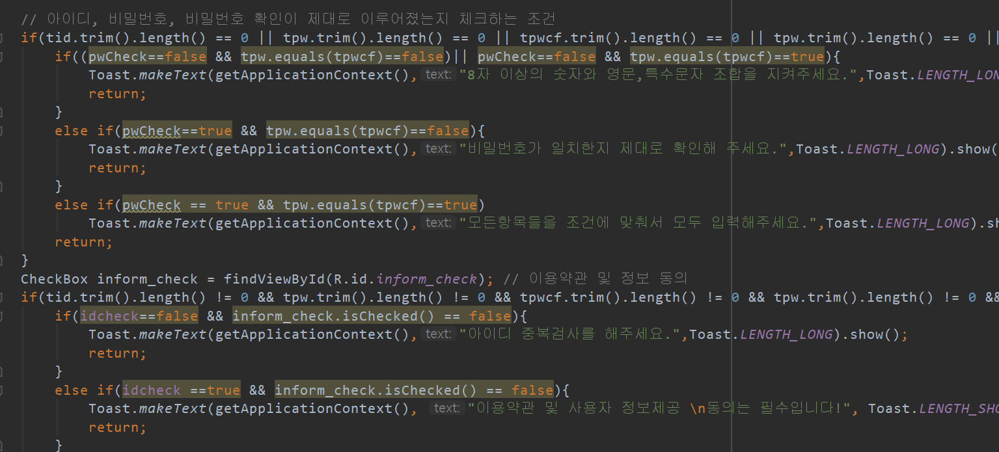 // 아이디, 비밀번호, 비밀번호 확인이 제대로 이루어졌는지 체크하는 조건
if(tid.trim().length() == 0 || tpw.trim().length() == 0 || tpwcf.trim().length() == 0 || tpw.trim().length() == 0 ||
if((pwCheck==false && tpw.equals(tpwcf)==false)|| pwCheck==false && tpw.equals(tpwcf)==true){
Toast.makeText(getApplicationContext(), text: "8자 이상의 숫자와 영문,특수문자 조합을 지켜주세요.",Toast.LENGTH_LON
return;
}
else if(pwCheck==true && tpw.equals(tpwcf)==false){
Toast.makeText(getApplicationContext(), text: "비밀번호가 일치한지 제대로 확인해 주세요.",Toast.LENGTH_LONG).show(
return;
}
else if(pwCheck == true && tpw.equals(tpwcf)==true)
Toast.makeText(getApplicationContext(), text: "모든항목들을 조건에 맞춰서 모두 입력해주세요.",Toast.LENGTH_LONG).sh
return;
}
CheckBox inform_check = findViewById(R.id.inform_check); // 이용약관 및 정보 동의
if(tid.trim().length() != 0 && tpw.trim().length() != 0 && tpwcf.trim().length() != 0 && tpw.trim().length() != 0 &&
if(idcheck==false && inform_check.isChecked() == false){
Toast.makeText(getApplicationContext(), text: "아이디 중복검사를 해주세요.",Toast.LENGTH_LONG).show();
return;
}
else if(idcheck ==true && inform_check.isChecked() == false){
Toast.makeText(getApplicationContext(), text: "이용약관 및 사용자 정보제공 \n동의는 필수입니다!", Toast.LENGTH_SHO
return;
}